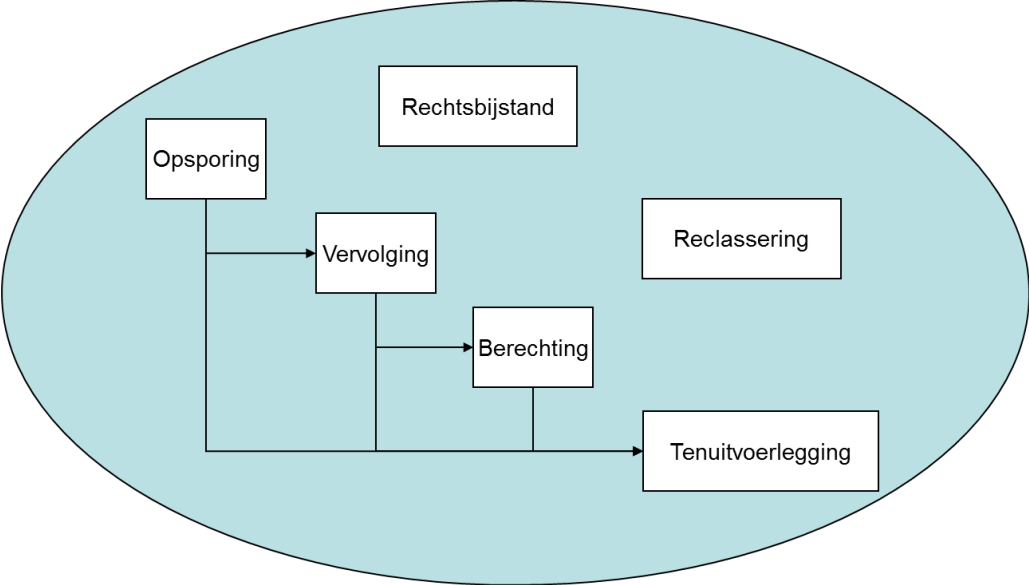 Rechtsbijstand
Opsporing
Reclassering
Vervolging
Berechting
Tenuitvoerlegging